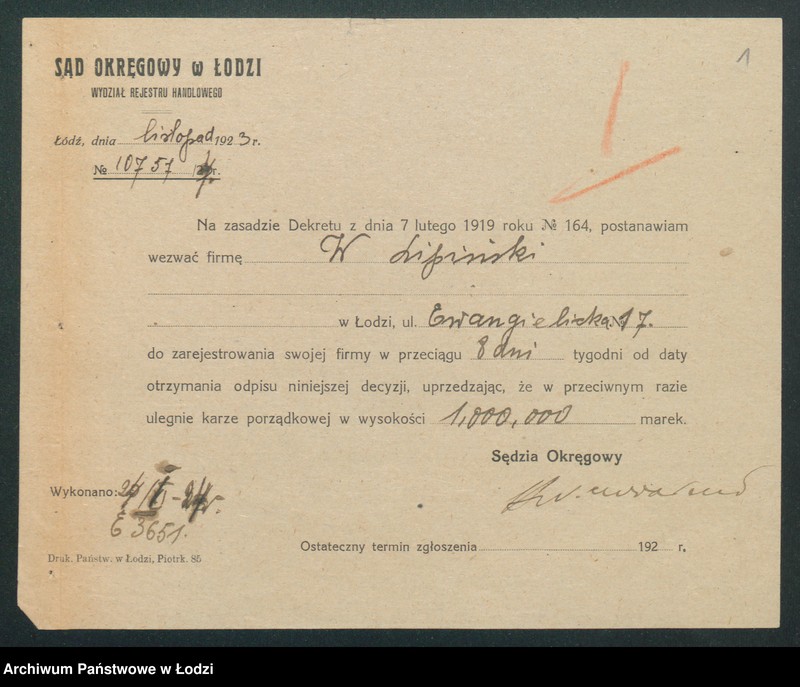 1
SĄD OKRĘGOWY w ŁODZI
WYDZIAŁ REJESTRU HANDLOWEGO
Łódź, dnia listopad 1923 r.
№ 10757 / r.
Na zasadzie Dekretu z dnia 7 lutego 1919 roku № 164, postanawiam
wezwać firmę W Lipiński
w Łodzi, ul. Ewangielicka № 17.
do zarejestrowania swojej firmy w przeciągu 8 dni tygodni od daty
otrzymania odpisu niniejszej decyzji, uprzedzając, że w przeciwnym razie
ulegnie karze porządkowej w wysokości 1,000,000 marek.
Sędzia Okręgowy
Wykonano:
E 3651.
Ostateczny termin zgłoszenia 192 r.
Druk. Państw. w Łodzi, Piotrk. 85
Archiwum Państwowe w Łodzi